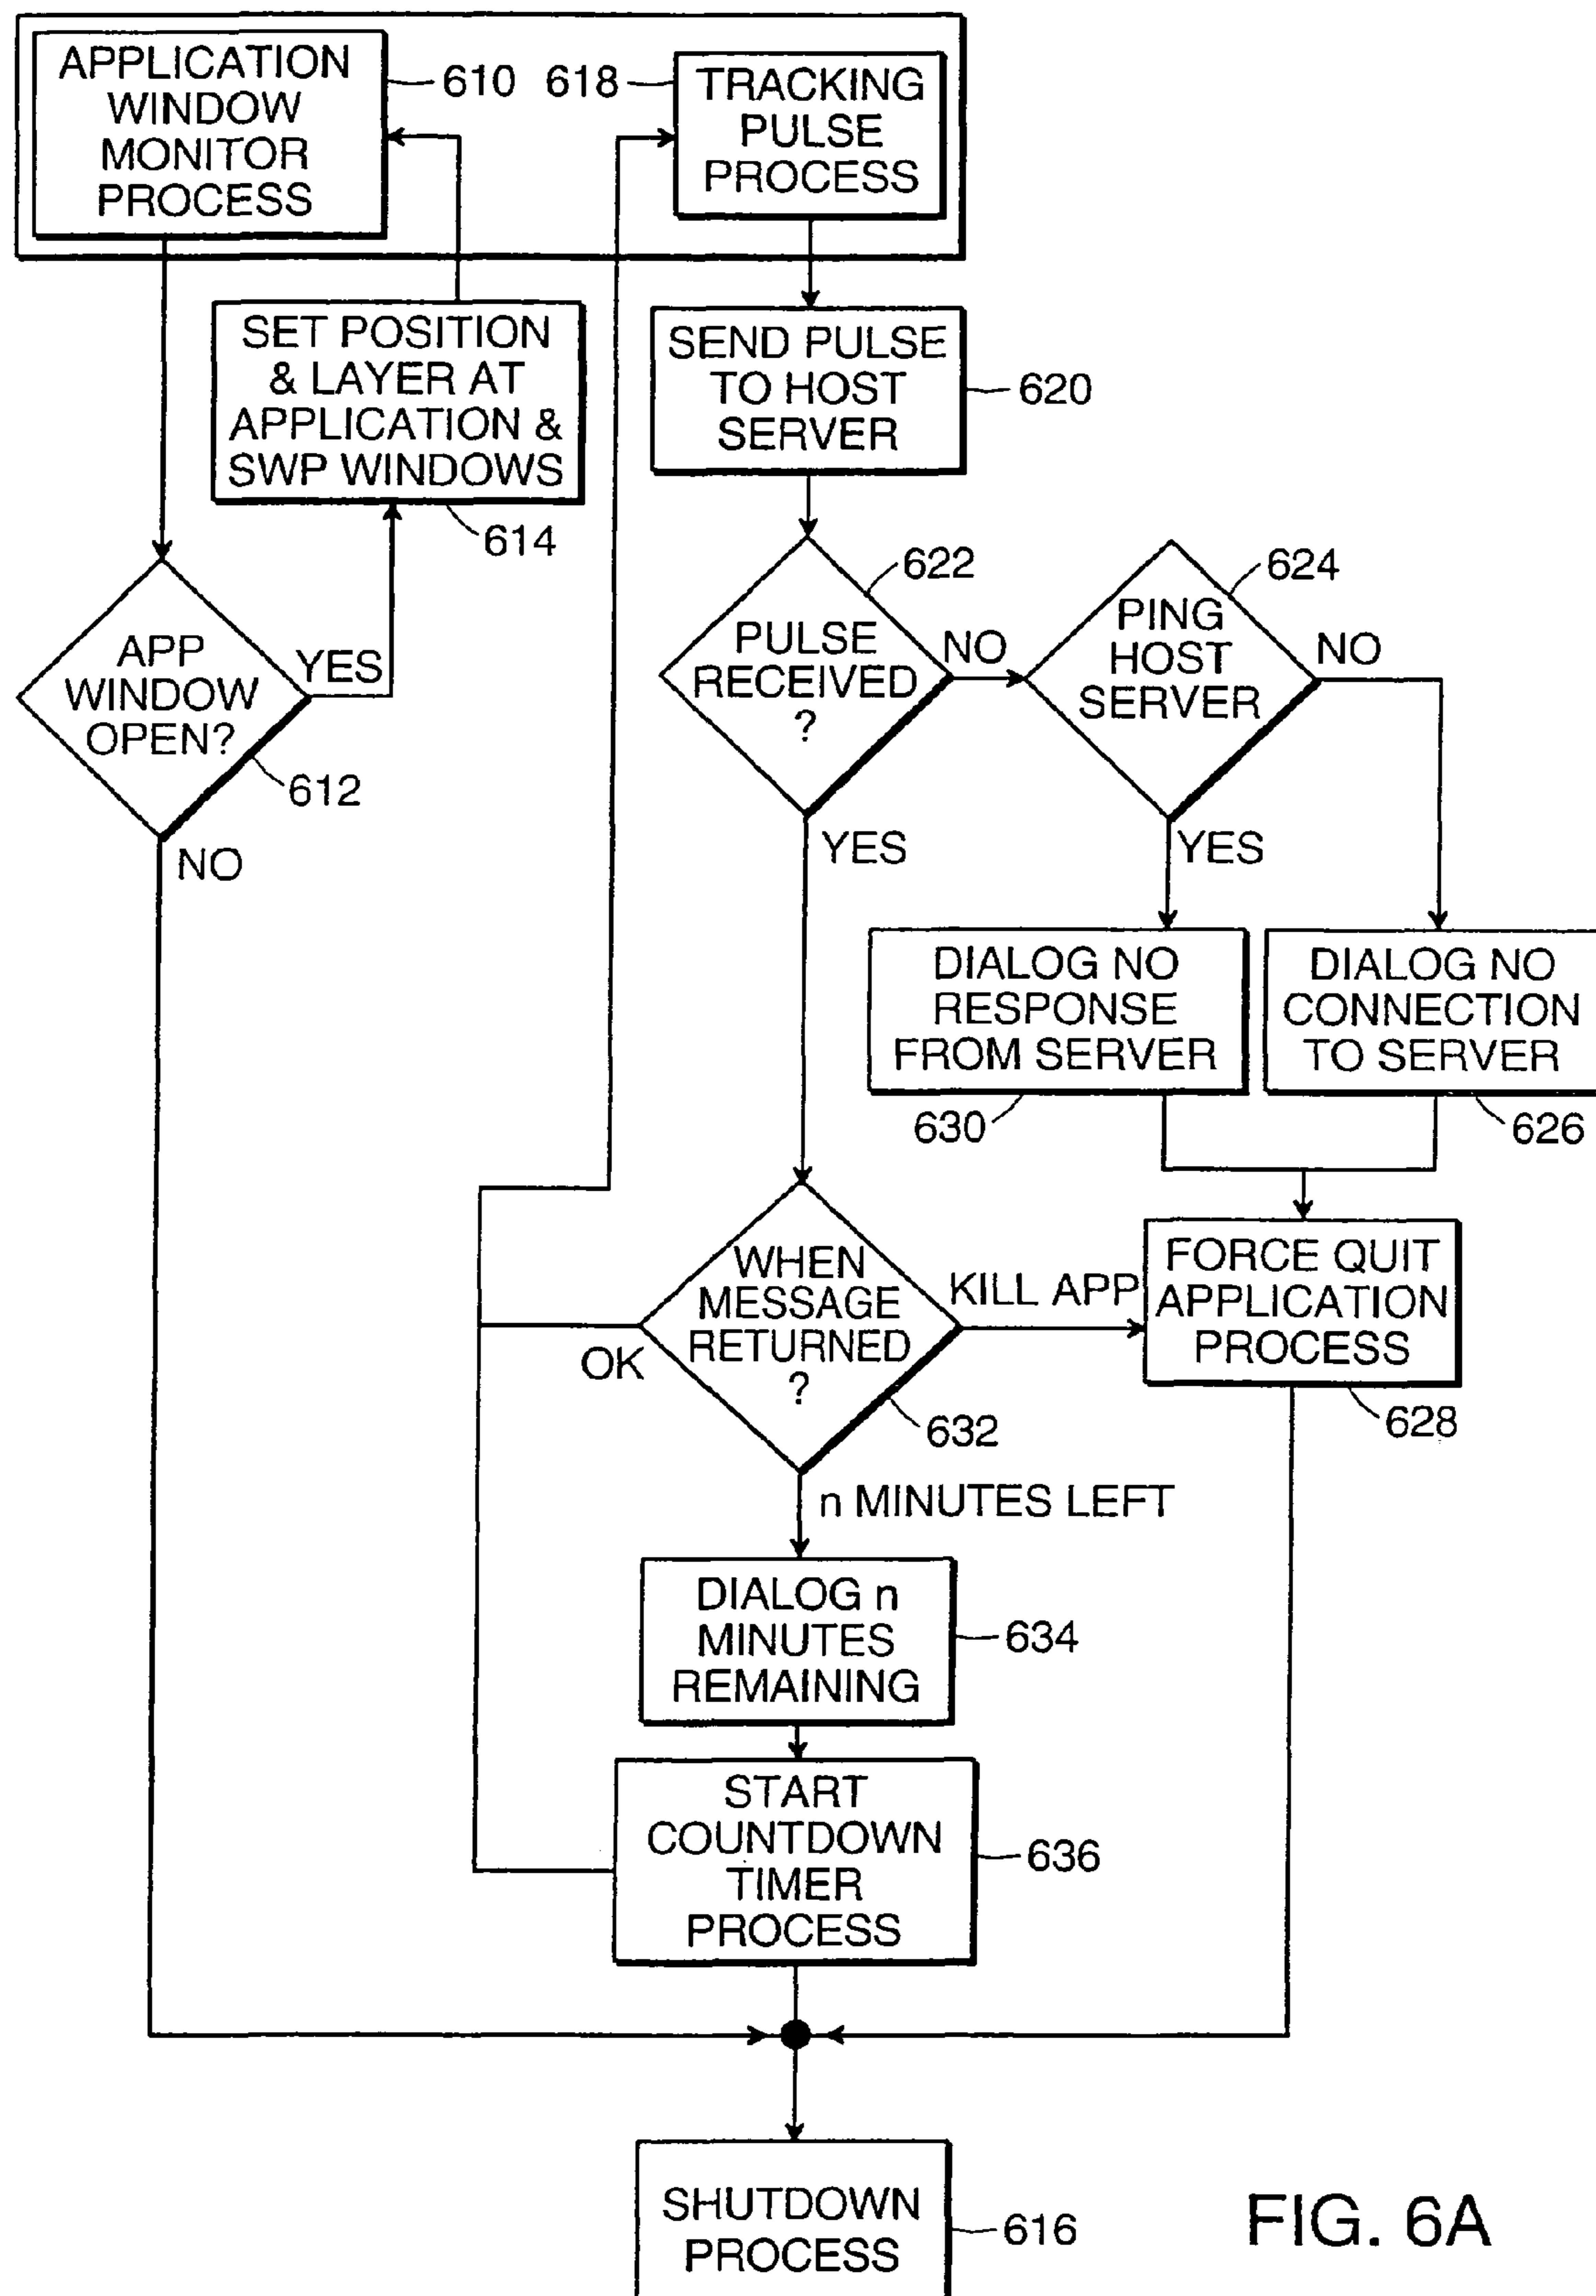 APPLICATION
WINDOW
MONITOR
PROCESS
610
618
TRACKING
PULSE
PROCESS
SET POSITION
& LAYER AT
APPLICATION &
SWP WINDOWS
614
SEND PULSE
TO HOST
SERVER
620
APP
WINDOW
OPEN?
YES
612
NO
PULSE
RECEIVED
?
622
NO
YES
PING
HOST
SERVER
624
NO
YES
DIALOG NO
RESPONSE
FROM SERVER
630
DIALOG NO
CONNECTION
TO SERVER
626
WHEN
MESSAGE
RETURNED
?
632
OK
KILL APP
FORCE QUIT
APPLICATION
PROCESS
628
n MINUTES LEFT
DIALOG n
MINUTES
REMAINING
634
START
COUNTDOWN
TIMER
PROCESS
636
SHUTDOWN
PROCESS
616
FIG. 6A